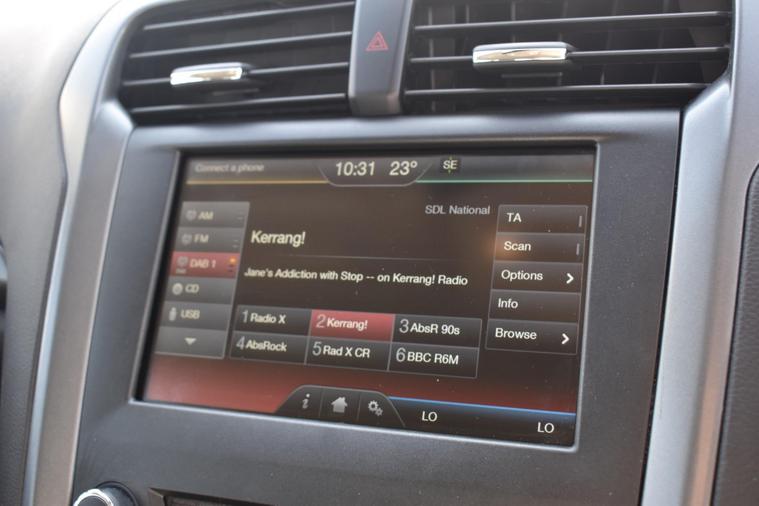 Connect a phone 10:31 23° SE
SDL National
AM
FM
DAB 1
CD
USB
Kerrang!
Jane's Addiction with Stop -- on Kerrang! Radio
1 Radio X 2 Kerrang! 3 AbsR 90s
4 AbsRock 5 Rad X CR 6 BBC R6M
TA
Scan
Options
Info
Browse
i
LO LO